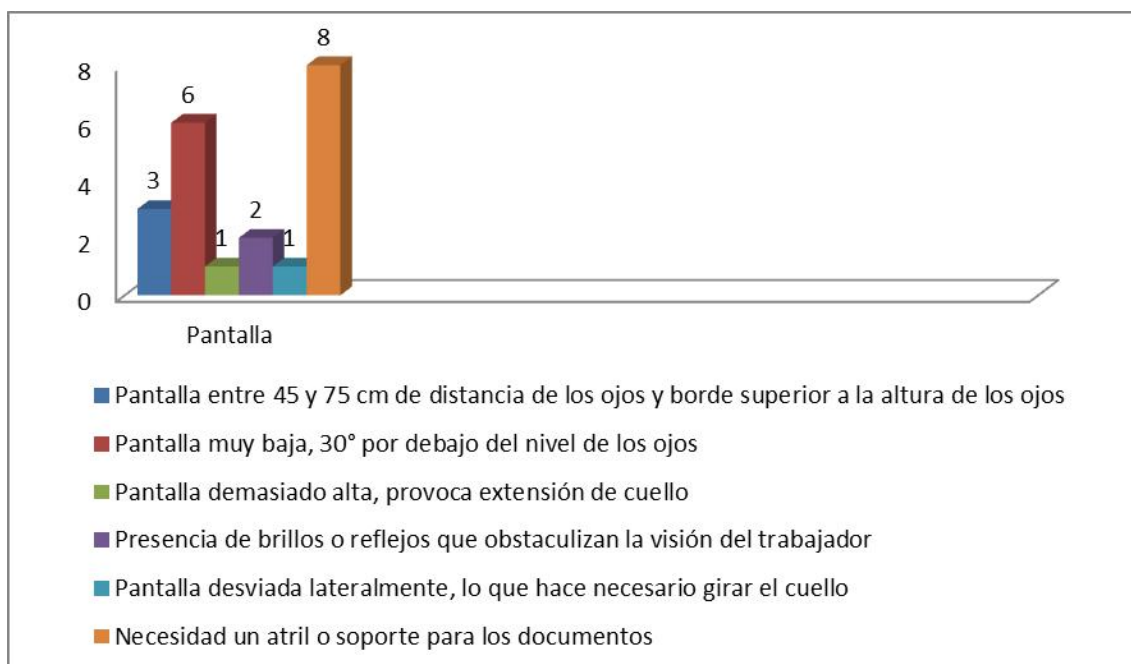 8
8
6
6
4
3
2
2
1
1
0
Pantalla
Pantalla entre 45 y 75 cm de distancia de los ojos y borde superior a la altura de los ojos
Pantalla muy baja, 30° por debajo del nivel de los ojos
Pantalla demasiado alta, provoca extensión de cuello
Presencia de brillos o reflejos que obstaculizan la visión del trabajador
Pantalla desviada lateralmente, lo que hace necesario girar el cuello
Necesidad un atril o soporte para los documentos